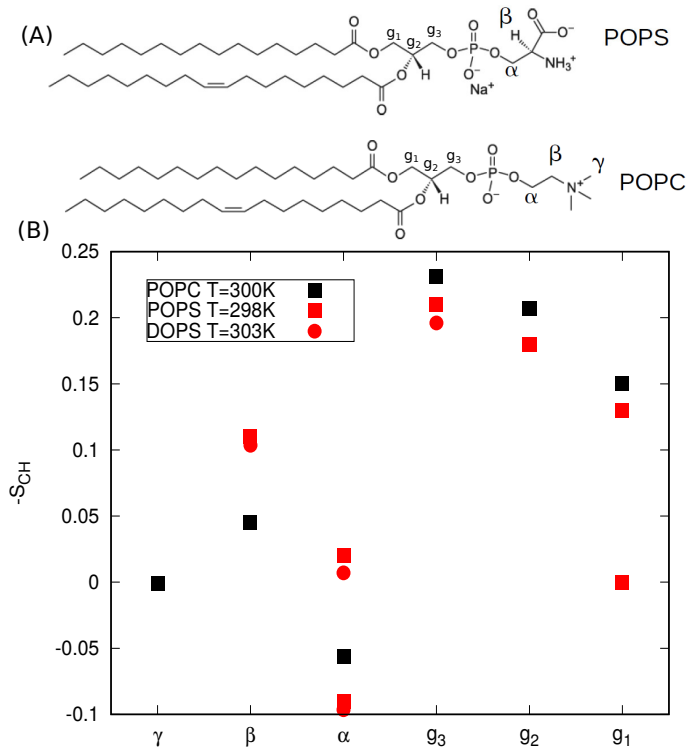 (A)
POPS
β
O
O⁻
H
g₁ g₂ g₃
O
O
P
O
O
O⁻
Na⁺
α
NH₃⁺
O
O
H
O
POPC
β
γ
O
O
g₁ g₂ g₃
O
O
P
O
O⁻
α
N⁺
O
H
O
(B)
-S_CH
0.25
0.2
0.15
0.1
0.05
0
-0.05
-0.1
POPC T=300K
POPS T=298K
DOPS T=303K
γ β α g₃ g₂ g₁